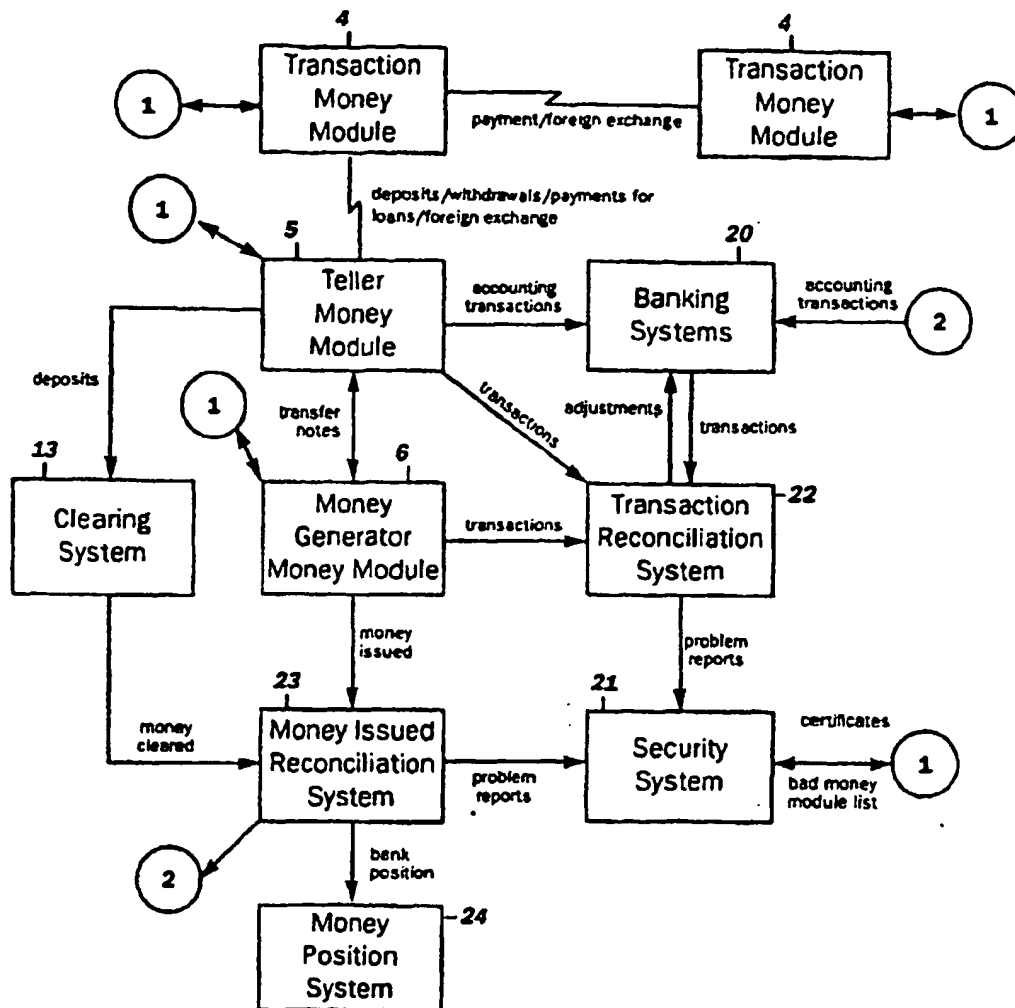 4
4
Transaction
Money
Module
Transaction
Money
Module
1
1
payment/foreign exchange
deposits/withdrawals/payments for
loans/foreign exchange
1
5
20
Teller
Money
Module
accounting
transactions
Banking
Systems
accounting
transactions
2
deposits
1
transfer
notes
transactions
adjustments
transactions
13
6
22
Clearing
System
Money
Generator
Money Module
transactions
Transaction
Reconciliation
System
money
issued
problem
reports
23
21
money
cleared
Money Issued
Reconciliation
System
problem
reports
Security
System
certificates
bad money
module list
1
2
bank
position
24
Money
Position
System